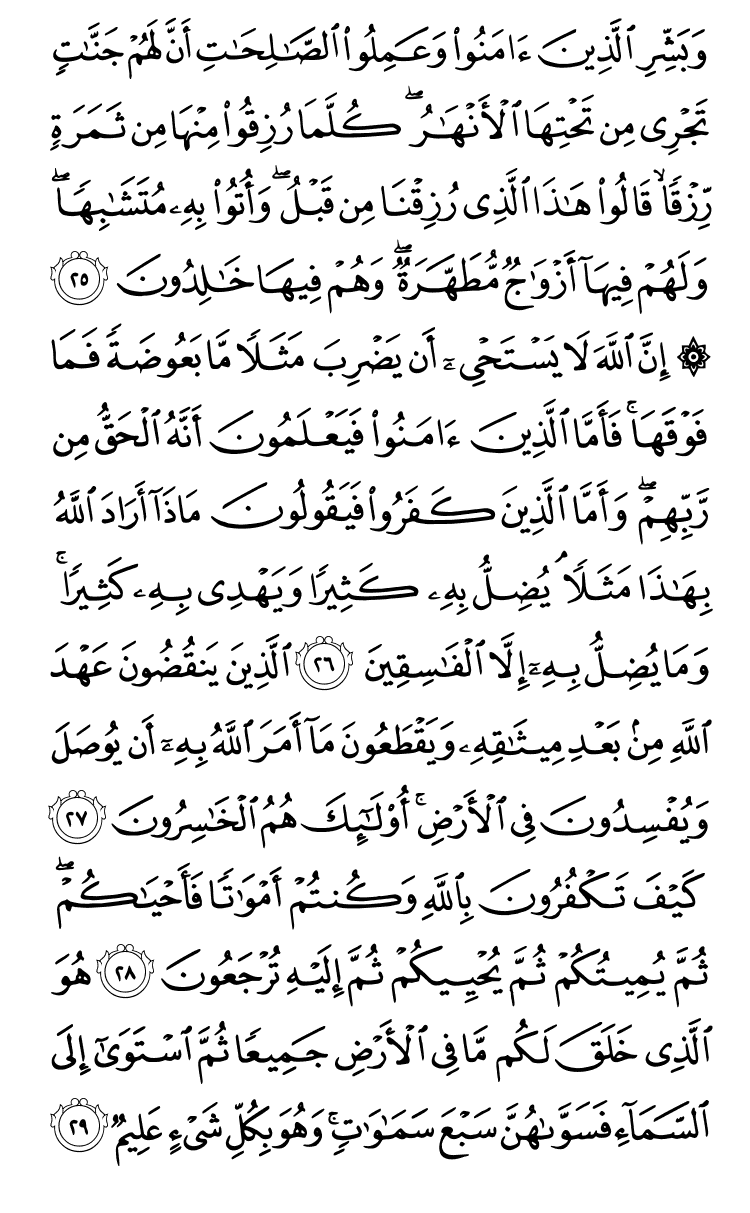 وَبَشِّرِ ٱلَّذِينَ ءَامَنُوا۟ وَعَمِلُوا۟ ٱلصَّـٰلِحَـٰتِ أَنَّ لَهُمْ جَنَّـٰتٍ
تَجْرِى مِن تَحْتِهَا ٱلْأَنْهَـٰرُ ۖ كُلَّمَا رُزِقُوا۟ مِنْهَا مِن ثَمَرَةٍ
رِّزْقًا ۙ قَالُوا۟ هَـٰذَا ٱلَّذِى رُزِقْنَا مِن قَبْلُ ۖ وَأُتُوا۟ بِهِۦ مُتَشَـٰبِهًا ۖ
وَلَهُمْ فِيهَآ أَزْوَٰجٌ مُّطَهَّرَةٌ ۖ وَهُمْ فِيهَا خَـٰلِدُونَ ٢٥
۞ إِنَّ ٱللَّهَ لَا يَسْتَحْىِۦٓ أَن يَضْرِبَ مَثَلًا مَّا بَعُوضَةً فَمَا
فَوْقَهَا ۚ فَأَمَّا ٱلَّذِينَ ءَامَنُوا۟ فَيَعْلَمُونَ أَنَّهُ ٱلْحَقُّ مِن
رَّبِّهِمْ ۖ وَأَمَّا ٱلَّذِينَ كَفَرُوا۟ فَيَقُولُونَ مَاذَآ أَرَادَ ٱللَّهُ
بِهَـٰذَا مَثَلًا ۘ يُضِلُّ بِهِۦ كَثِيرًا وَيَهْدِى بِهِۦ كَثِيرًا ۚ
وَمَا يُضِلُّ بِهِۦٓ إِلَّا ٱلْفَـٰسِقِينَ ٢٦ ٱلَّذِينَ يَنقُضُونَ عَهْدَ
ٱللَّهِ مِنۢ بَعْدِ مِيثَـٰقِهِۦ وَيَقْطَعُونَ مَآ أَمَرَ ٱللَّهُ بِهِۦٓ أَن يُوصَلَ
وَيُفْسِدُونَ فِى ٱلْأَرْضِ ۚ أُو۟لَـٰٓئِكَ هُمُ ٱلْخَـٰسِرُونَ ٢٧
كَيْفَ تَكْفُرُونَ بِٱللَّهِ وَكُنتُمْ أَمْوَٰتًا فَأَحْيَـٰكُمْ ۖ
ثُمَّ يُمِيتُكُمْ ثُمَّ يُحْيِيكُمْ ثُمَّ إِلَيْهِ تُرْجَعُونَ ٢٨ هُوَ
ٱلَّذِى خَلَقَ لَكُم مَّا فِى ٱلْأَرْضِ جَمِيعًا ثُمَّ ٱسْتَوَىٰٓ إِلَى
ٱلسَّمَآءِ فَسَوَّىٰهُنَّ سَبْعَ سَمَـٰوَٰتٍ ۚ وَهُوَ بِكُلِّ شَىْءٍ عَلِيمٌ ٢٩